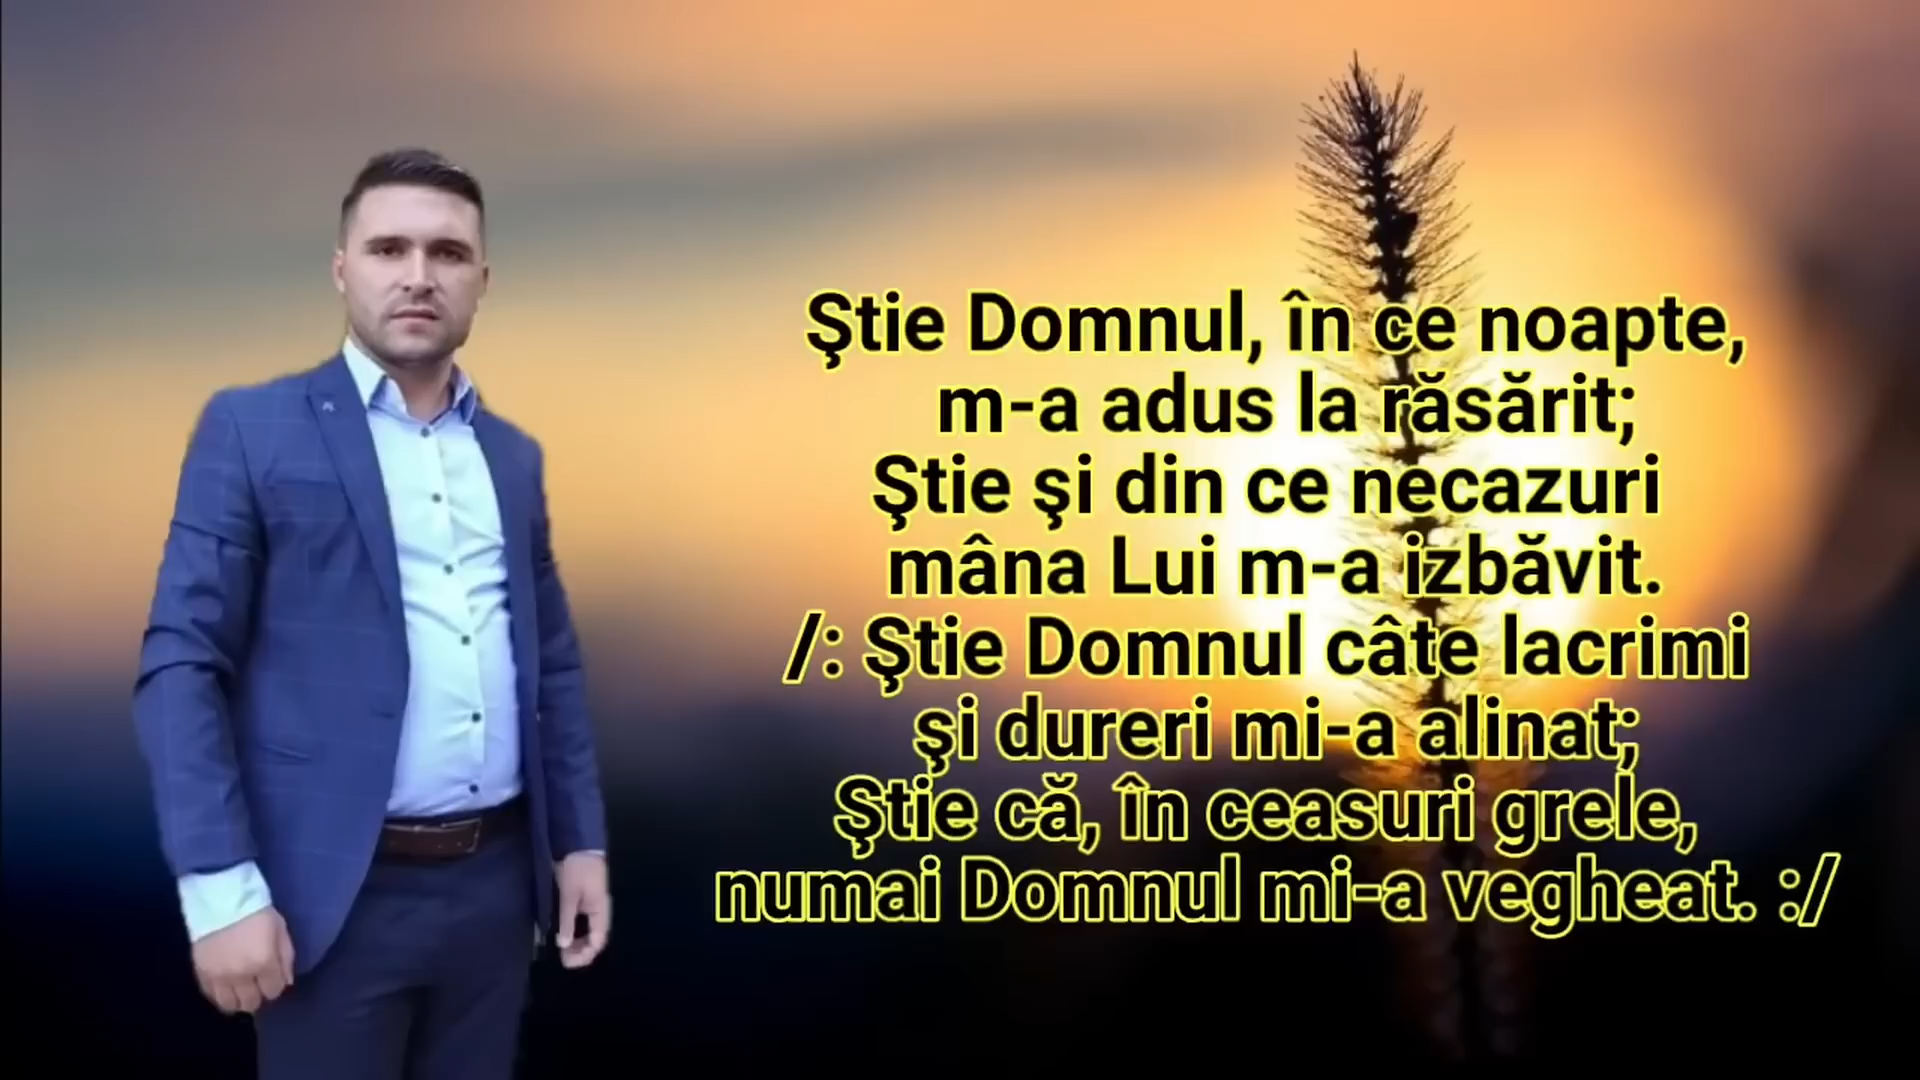 Ştie Domnul, în ce noapte,
m-a adus la răsărit;
Ştie şi din ce necazuri
mâna Lui m-a izbăvit.
/: Ştie Domnul câte lacrimi
şi dureri mi-a alinat;
Ştie că, în ceasuri grele,
numai Domnul mi-a vegheat. :/